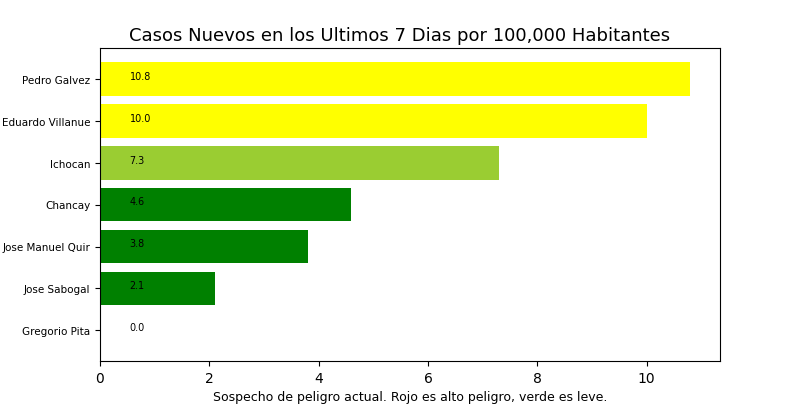 Casos Nuevos en los Ultimos 7 Dias por 100,000 Habitantes
Pedro Galvez 10.8
Eduardo Villanue 10.0
Ichocan 7.3
Chancay 4.6
Jose Manuel Quir 3.8
Jose Sabogal 2.1
Gregorio Pita 0.0
0 2 4 6 8 10
Sospecho de peligro actual. Rojo es alto peligro, verde es leve.